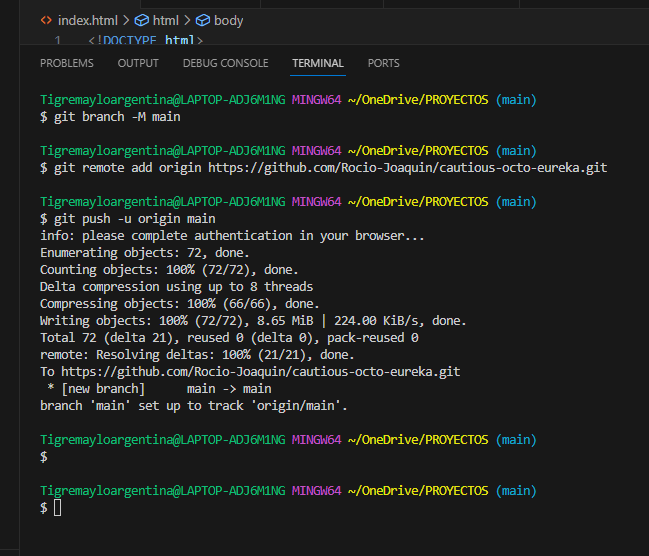 index.html > html > body
1 <!DOCTYPE html>
PROBLEMS OUTPUT DEBUG CONSOLE TERMINAL PORTS
Tigremayloargentina@LAPTOP-ADJ6M1NG MINGW64 ~/OneDrive/PROYECTOS (main)
$ git branch -M main
Tigremayloargentina@LAPTOP-ADJ6M1NG MINGW64 ~/OneDrive/PROYECTOS (main)
$ git remote add origin https://github.com/Rocio-Joaquin/cautious-octo-eureka.git
Tigremayloargentina@LAPTOP-ADJ6M1NG MINGW64 ~/OneDrive/PROYECTOS (main)
$ git push -u origin main
info: please complete authentication in your browser...
Enumerating objects: 72, done.
Counting objects: 100% (72/72), done.
Delta compression using up to 8 threads
Compressing objects: 100% (66/66), done.
Writing objects: 100% (72/72), 8.65 MiB | 224.00 KiB/s, done.
Total 72 (delta 21), reused 0 (delta 0), pack-reused 0
remote: Resolving deltas: 100% (21/21), done.
To https://github.com/Rocio-Joaquin/cautious-octo-eureka.git
 * [new branch]      main -> main
branch 'main' set up to track 'origin/main'.
Tigremayloargentina@LAPTOP-ADJ6M1NG MINGW64 ~/OneDrive/PROYECTOS (main)
$
Tigremayloargentina@LAPTOP-ADJ6M1NG MINGW64 ~/OneDrive/PROYECTOS (main)
$